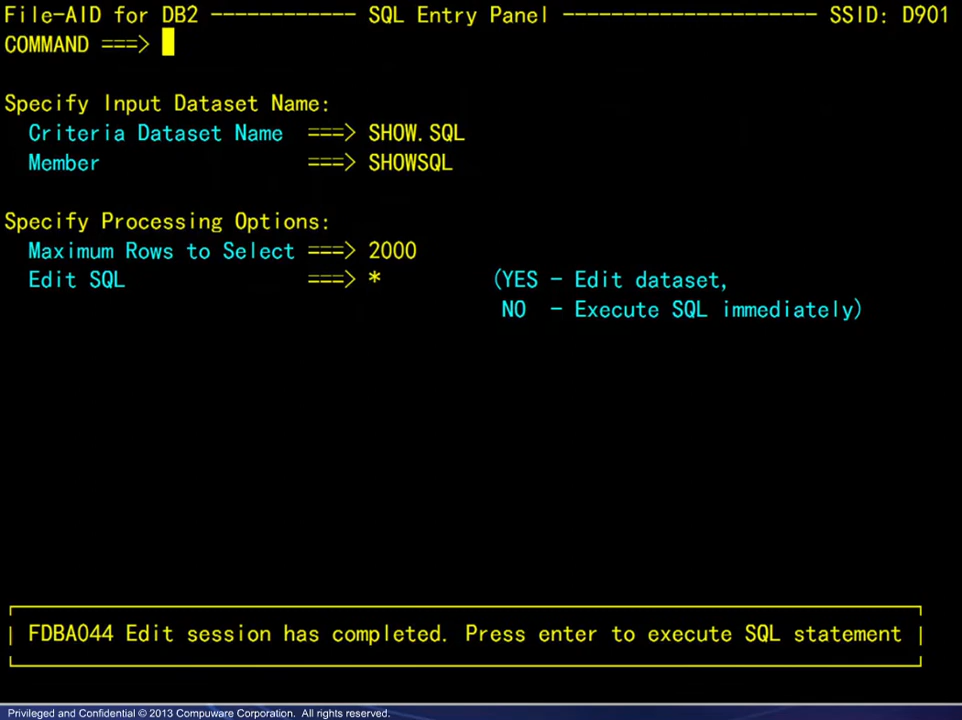 File-AID for DB2 ------------ SQL Entry Panel --------------------- SSID: D901
COMMAND ===>
Specify Input Dataset Name:
Criteria Dataset Name ===> SHOW.SQL
Member ===> SHOWSQL
Specify Processing Options:
Maximum Rows to Select ===> 2000
Edit SQL ===> * (YES - Edit dataset,
NO - Execute SQL immediately)
FDBA044 Edit session has completed. Press enter to execute SQL statement
Privileged and Confidential © 2013 Compuware Corporation. All rights reserved.